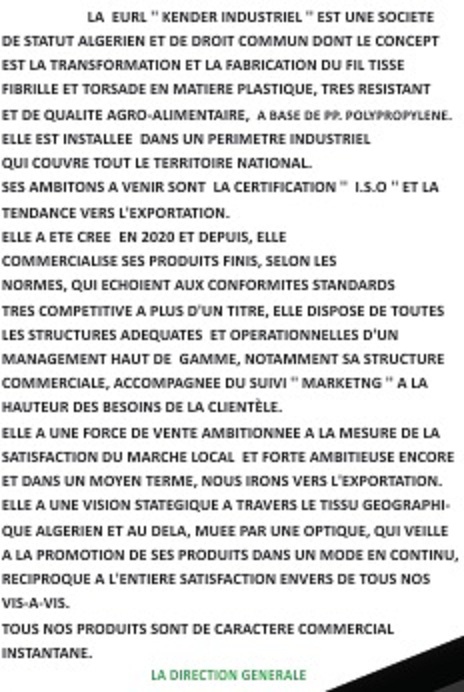 LA EURL " KENDER INDUSTRIEL " EST UNE SOCIETE
DE STATUT ALGERIEN ET DE DROIT COMMUN DONT LE CONCEPT
EST LA TRANSFORMATION ET LA FABRICATION DU FIL TISSE
FIBRILLE ET TORSADE EN MATIERE PLASTIQUE, TRES RESISTANT
ET DE QUALITE AGRO-ALIMENTAIRE, A BASE DE PP. POLYPROPYLENE.
ELLE EST INSTALLEE DANS UN PERIMETRE INDUSTRIEL
QUI COUVRE TOUT LE TERRITOIRE NATIONAL.
SES AMBITONS A VENIR SONT LA CERTIFICATION " I.S.O " ET LA
TENDANCE VERS L'EXPORTATION.
ELLE A ETE CREE EN 2020 ET DEPUIS, ELLE
COMMERCIALISE SES PRODUITS FINIS, SELON LES
NORMES, QUI ECHOIENT AUX CONFORMITES STANDARDS
TRES COMPETITIVE A PLUS D'UN TITRE, ELLE DISPOSE DE TOUTES
LES STRUCTURES ADEQUATES ET OPERATIONNELLES D'UN
MANAGEMENT HAUT DE GAMME, NOTAMMENT SA STRUCTURE
COMMERCIALE, ACCOMPAGNEE DU SUIVI " MARKETNG " A LA
HAUTEUR DES BESOINS DE LA CLIENTÈLE.
ELLE A UNE FORCE DE VENTE AMBITIONNEE A LA MESURE DE LA
SATISFACTION DU MARCHE LOCAL ET FORTE AMBITIEUSE ENCORE
ET DANS UN MOYEN TERME, NOUS IRONS VERS L'EXPORTATION.
ELLE A UNE VISION STATEGIQUE A TRAVERS LE TISSU GEOGRAPHI-
QUE ALGERIEN ET AU DELA, MUEE PAR UNE OPTIQUE, QUI VEILLE
A LA PROMOTION DE SES PRODUITS DANS UN MODE EN CONTINU,
RECIPROQUE A L'ENTIERE SATISFACTION ENVERS DE TOUS NOS
VIS-A-VIS.
TOUS NOS PRODUITS SONT DE CARACTERE COMMERCIAL
INSTANTANE.
LA DIRECTION GENERALE